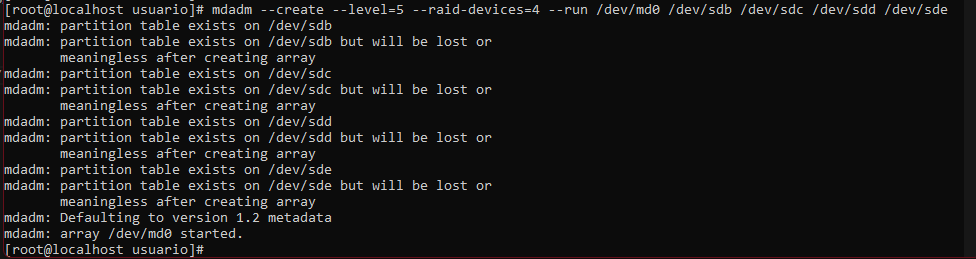 [root@localhost usuario]# mdadm --create --level=5 --raid-devices=4 --run /dev/md0 /dev/sdb /dev/sdc /dev/sdd /dev/sde
mdadm: partition table exists on /dev/sdb
mdadm: partition table exists on /dev/sdb but will be lost or
       meaningless after creating array
mdadm: partition table exists on /dev/sdc
mdadm: partition table exists on /dev/sdc but will be lost or
       meaningless after creating array
mdadm: partition table exists on /dev/sdd
mdadm: partition table exists on /dev/sdd but will be lost or
       meaningless after creating array
mdadm: partition table exists on /dev/sde
mdadm: partition table exists on /dev/sde but will be lost or
       meaningless after creating array
mdadm: Defaulting to version 1.2 metadata
mdadm: array /dev/md0 started.
[root@localhost usuario]#